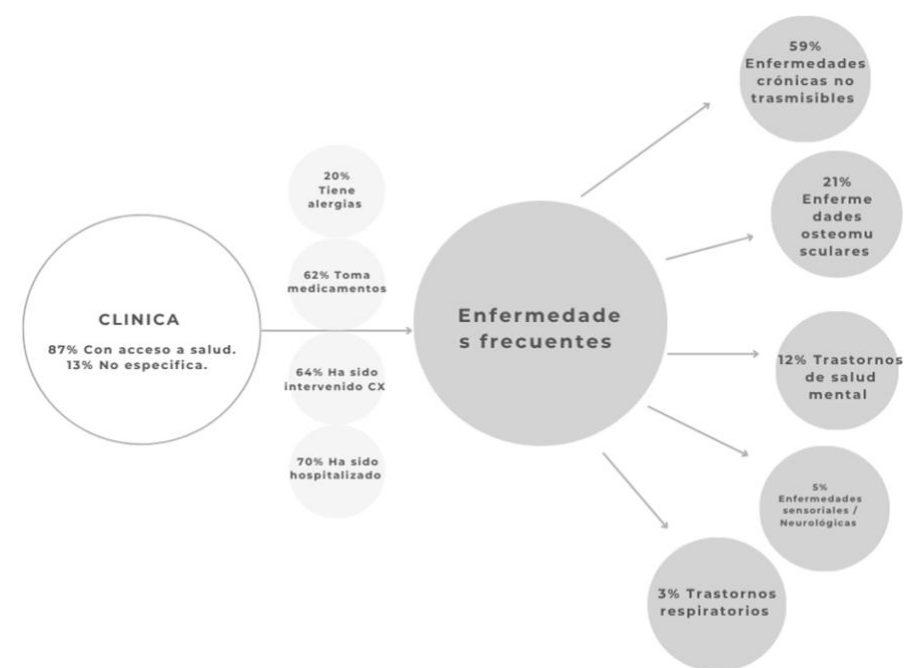 CLINICA
87% Con acceso a salud.
13% No especifica.
20%
Tiene
alergias
62% Toma
medicamentos
64% Ha sido
intervenido CX
70% Ha sido
hospitalizado
Enfermedade
s frecuentes
59%
Enfermedades
crónicas no
trasmisibles
21%
Enferme
dades
osteomu
sculares
12% Trastornos
de salud
mental
5%
Enfermedades
sensoriales /
Neurológicas
3% Trastornos
respiratorios